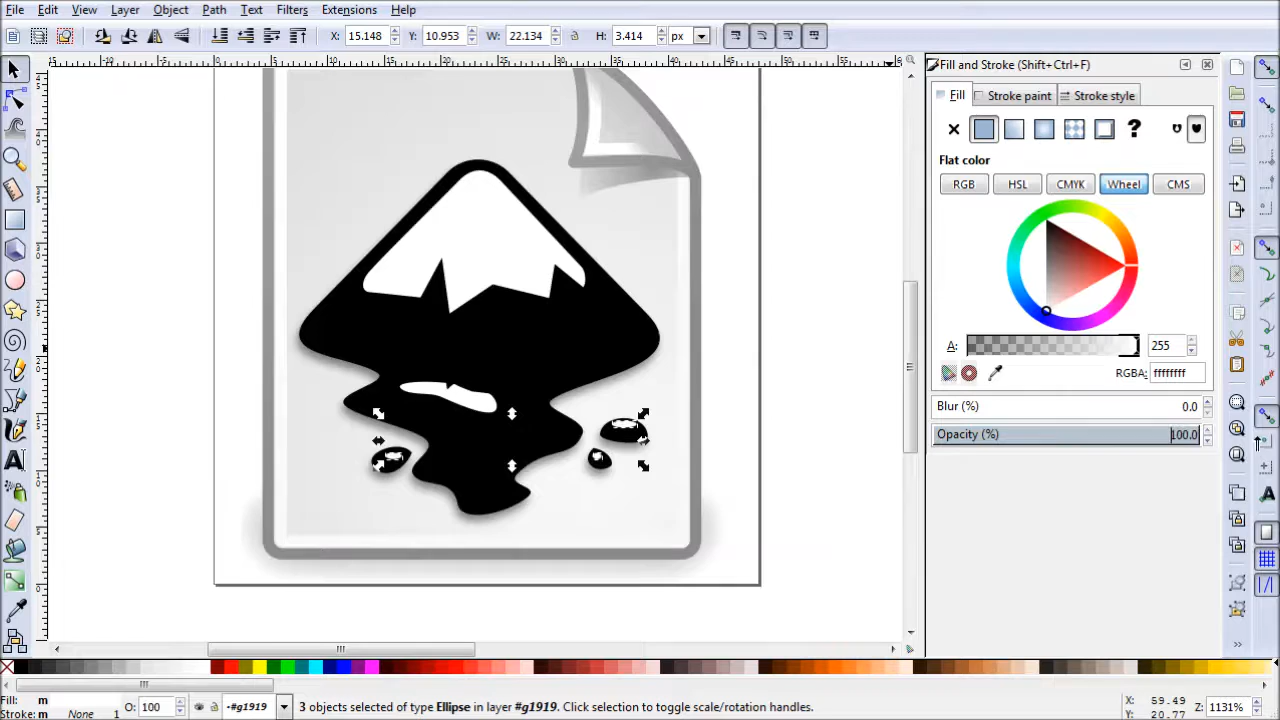 File Edit View Layer Object Path Text Filters Extensions Help
X: 15.148 Y: 10.953 W: 22.134 H: 3.414 px
Fill and Stroke (Shift+Ctrl+F)
Fill Stroke paint Stroke style
Flat color
RGB HSL CMYK Wheel CMS
A: 255
RGBA: ffffffff
Blur (%) 0.0
Opacity (%) 100.0
Fill: m
Stroke: m None 1
O: 100
-#g1919
3 objects selected of type Ellipse in layer #g1919. Click selection to toggle scale/rotation handles.
X: 59.49
Y: 20.77
Z: 1131%